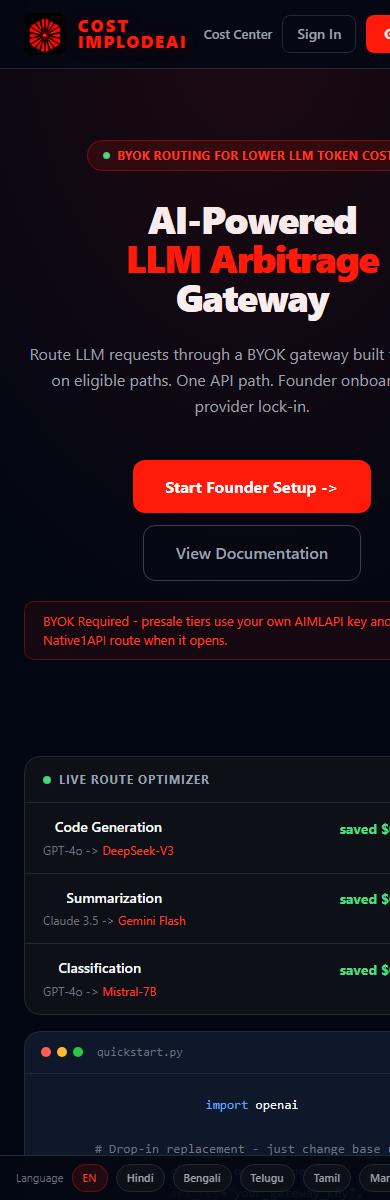 COST
IMPLODEAI
Cost Center
Sign In
BYOK ROUTING FOR LOWER LLM TOKEN COST
AI-Powered
LLM Arbitrage
Gateway
Route LLM requests through a BYOK gateway built
on eligible paths. One API path. Founder
provider lock-in.
Start Founder Setup ->
View Documentation
BYOK Required - presale tiers use your own AIMLAPI key and
Native1API route when it opens.
LIVE ROUTE OPTIMIZER
Code Generation
saved $
GPT-4o -> DeepSeek-V3
Summarization
saved $
Claude 3.5 -> Gemini Flash
Classification
saved $
GPT-4o -> Mistral-7B
quickstart.py
import openai
# Drop-in replacement - just change base
Language
EN
Hindi
Bengali
Telugu
Tamil